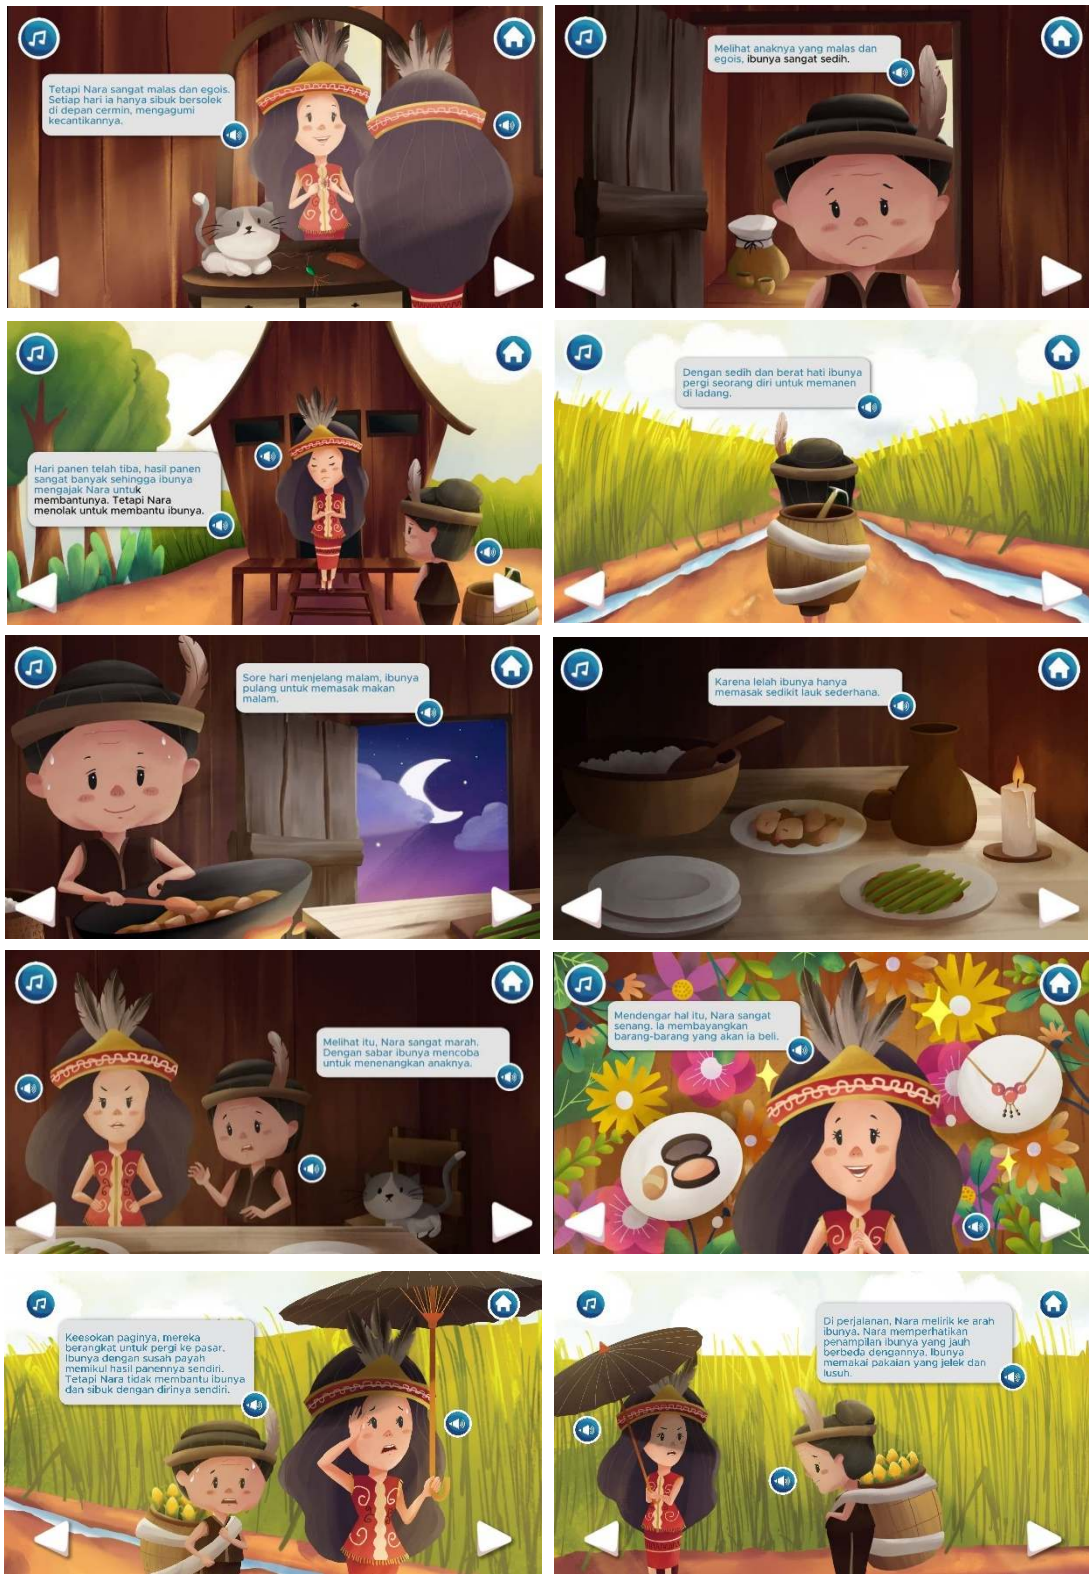 Tetapi Nara sangat malas dan egois.
Setiap hari ia hanya sibuk bersolek
di depan cermin, mengagumi
kecantikannya.
Melihat anaknya yang malas dan
egois, ibunya sangat sedih.
Hari panen telah tiba, hasil panen
sangat banyak sehingga ibunya
mengajak Nara untuk
membantunya. Tetapi Nara
menolak untuk membantu ibunya.
Dengan sedih dan berat hati ibunya
pergi seorang diri untuk memanen
di ladang.
Sore hari menjelang malam, ibunya
pulang untuk memasak makan
malam.
Karena lelah ibunya hanya
memasak sedikit lauk sederhana.
Melihat itu, Nara sangat marah.
Dengan sabar ibunya mencoba
untuk menenangkan anaknya.
Mendengar hal itu, Nara sangat
senang. Ia membayangkan
barang-barang yang akan ia beli.
Keesokan paginya, mereka
berangkat untuk pergi ke pasar.
Ibunya dengan susah payah
memikul hasil panennya sendiri.
Tetapi Nara tidak membantu ibunya
dan sibuk dengan dirinya sendiri.
Di perjalanan, Nara melirik ke arah
ibunya. Nara memperhatikan
penampilan ibunya yang jauh
berbeda dengannya. Ibunya
memakai pakaian yang jelek dan
lusuh.